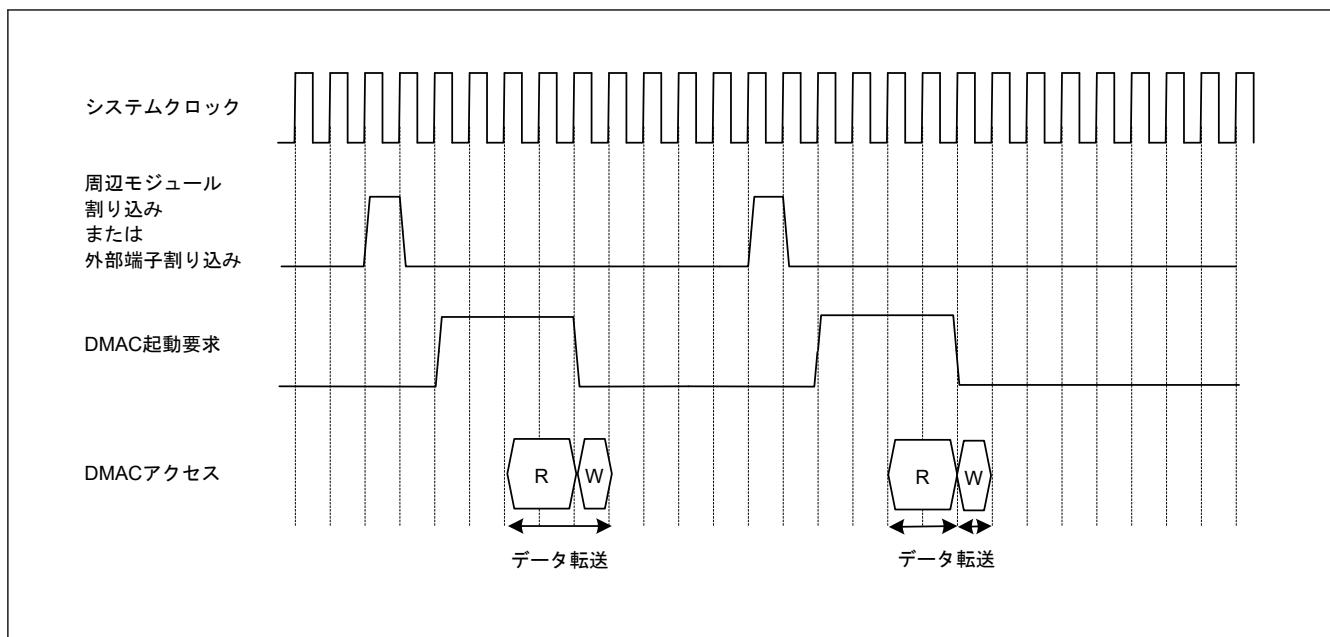 システムクロック
周辺モジュール
割り込み
または
外部端子割り込み
DMAC起動要求
DMACアクセス
R
W
R
W
データ転送
データ転送